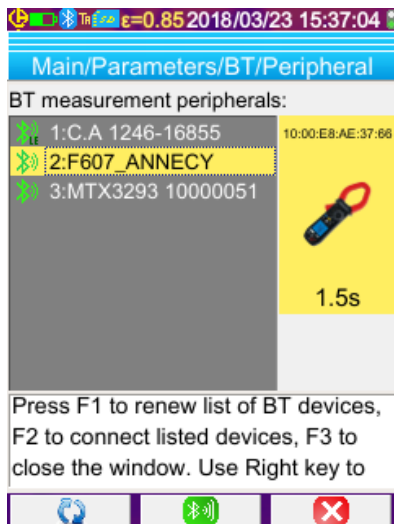 ε=0.85 2018/03/23 15:37:04
Main/Parameters/BT/Peripheral
BT measurement peripherals:
1:C.A 1246-16855
LE
2:F607_ANNECY
3:MTX3293 10000051
10:00:E8:AE:37:66
1.5s
Press F1 to renew list of BT devices,
F2 to connect listed devices, F3 to
close the window. Use Right key to